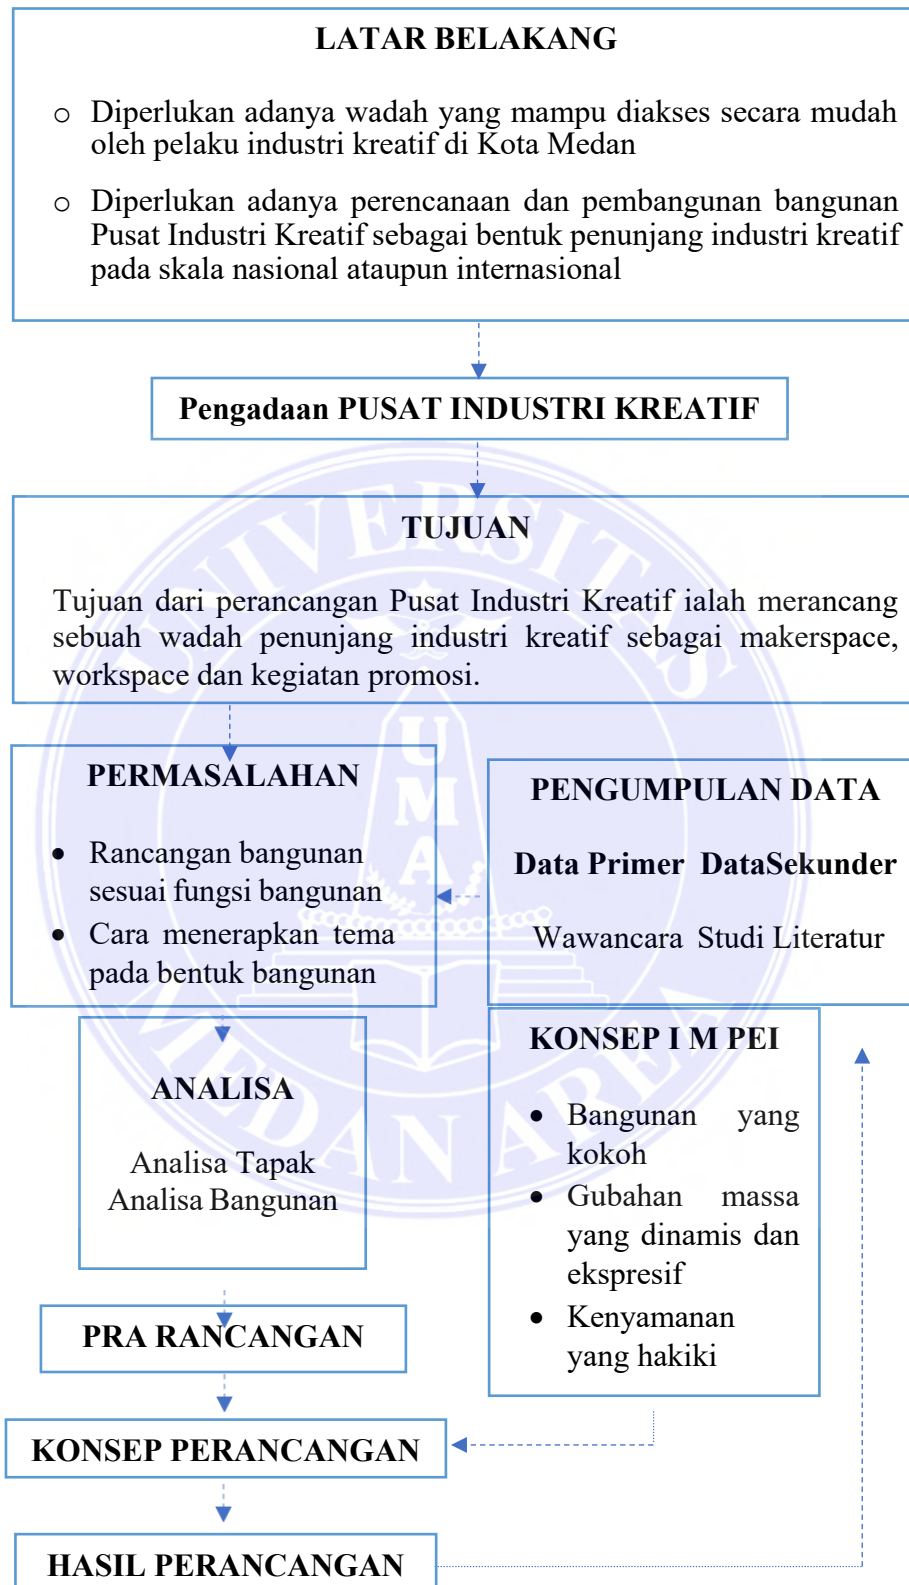 LATAR BELAKANG
o Diperlukan adanya wadah yang mampu diakses secara mudah
oleh pelaku industri kreatif di Kota Medan
o Diperlukan adanya perencanaan dan pembangunan bangunan
Pusat Industri Kreatif sebagai bentuk penunjang industri kreatif
pada skala nasional ataupun internasional
Pengadaan PUSAT INDUSTRI KREATIF
TUJUAN
Tujuan dari perancangan Pusat Industri Kreatif ialah merancang
sebuah wadah penunjang industri kreatif sebagai makerspace,
workspace dan kegiatan promosi.
PERMASALAHAN
• Rancangan bangunan
sesuai fungsi bangunan
• Cara menerapkan tema
pada bentuk bangunan
PENGUMPULAN DATA
Data Primer DataSekunder
Wawancara Studi Literatur
ANALISA
Analisa Tapak
Analisa Bangunan
KONSEP I M PEI
• Bangunan yang
kokoh
• Gubahan massa
yang dinamis dan
ekspresif
• Kenyamanan
yang hakiki
PRA RANCANGAN
KONSEP PERANCANGAN
HASIL PERANCANGAN
UNIVERSITAS
MEDAN AREA
U
M
A